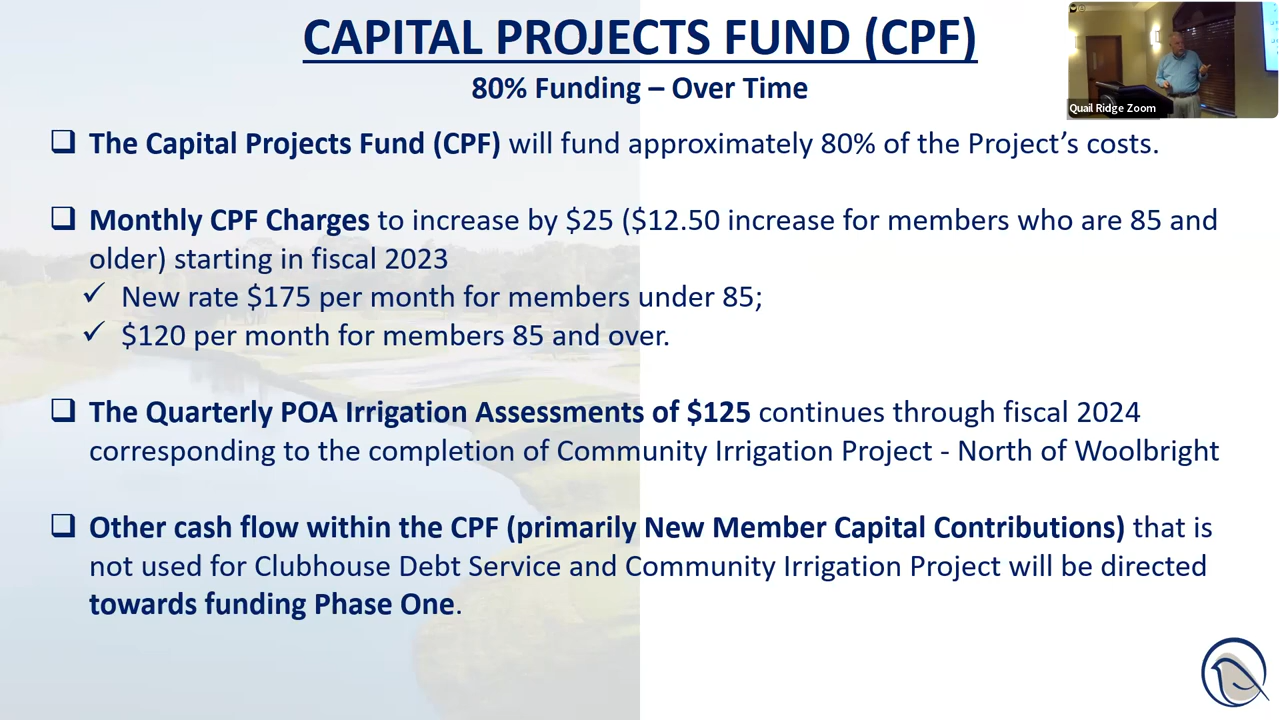 CAPITAL PROJECTS FUND (CPF)
80% Funding – Over Time
Quail Ridge Zoom
The Capital Projects Fund (CPF) will fund approximately 80% of the Project’s costs.
Monthly CPF Charges to increase by $25 ($12.50 increase for members who are 85 and
older) starting in fiscal 2023
New rate $175 per month for members under 85;
$120 per month for members 85 and over.
The Quarterly POA Irrigation Assessments of $125 continues through fiscal 2024
corresponding to the completion of Community Irrigation Project - North of Woolbright
Other cash flow within the CPF (primarily New Member Capital Contributions) that is
not used for Clubhouse Debt Service and Community Irrigation Project will be directed
towards funding Phase One.